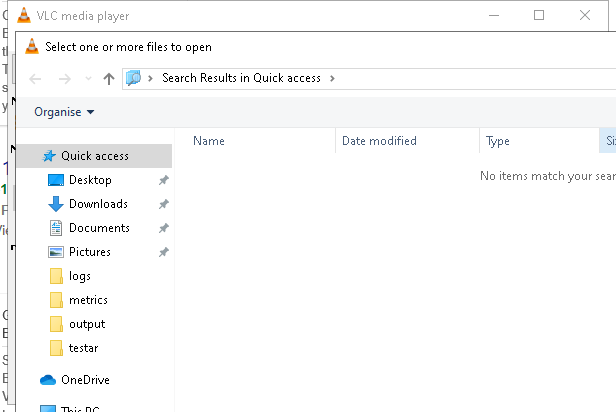 VLC media player
Select one or more files to open
Search Results in Quick access
Organise
Name Date modified Type
Quick access
No items match your sear
Desktop
Downloads
Documents
Pictures
logs
metrics
output
testar
OneDrive
This PC